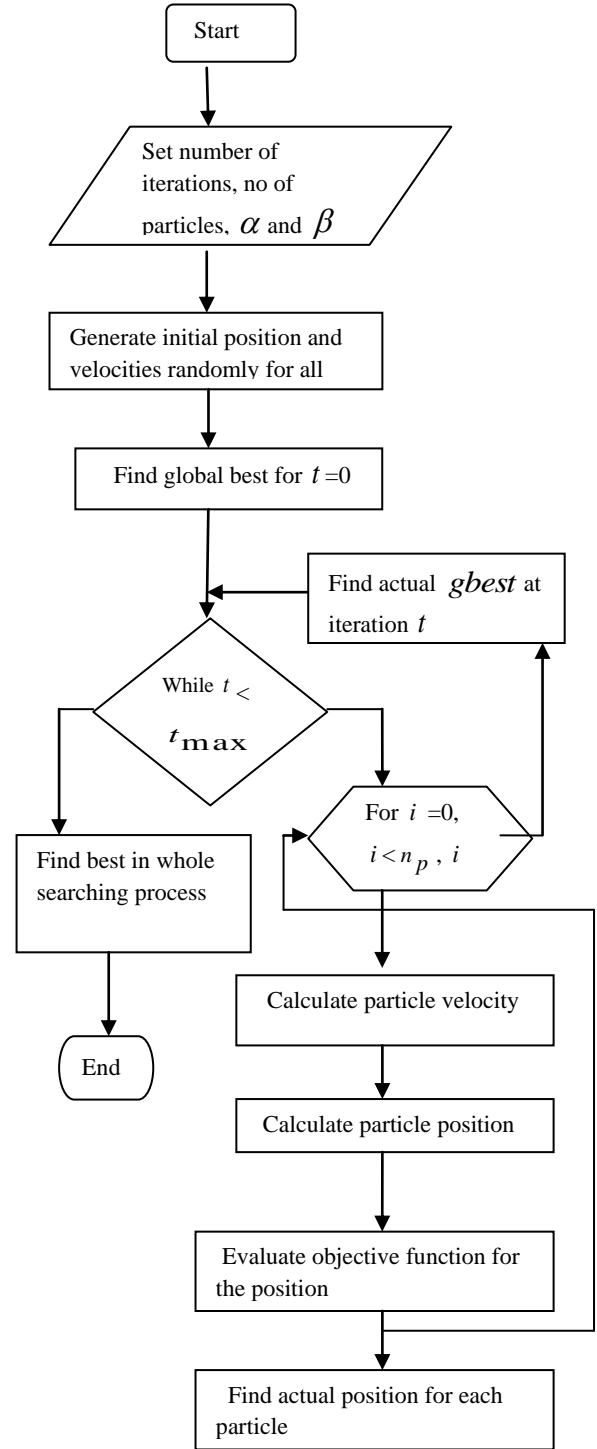 Start
Set number of
iterations, no of
particles, α and β
Generate initial position and
velocities randomly for all
Find global best for t =0
Find actual gbest at
iteration t
While t <
t max
For i =0,
i < n p , i
Find best in whole
searching process
Calculate particle velocity
End
Calculate particle position
Evaluate objective function for
the position
Find actual position for each
particle